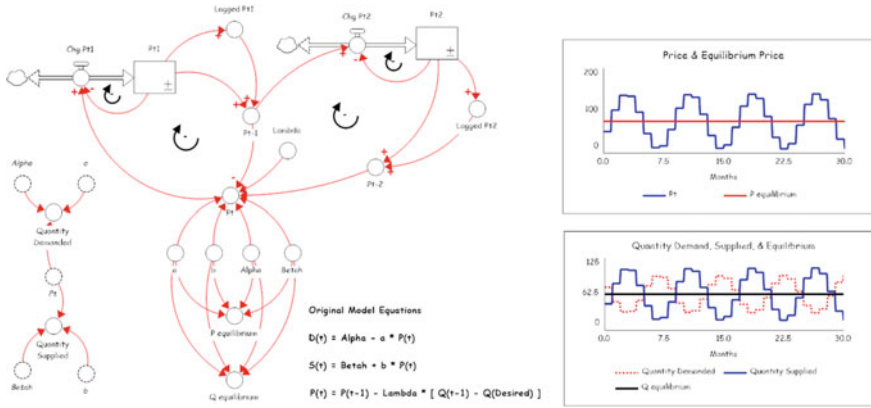 Logged Pt1
Chg Pt1
Pt1
Chg Pt2
Pt2
Logged Pt2
Pt-1
Lambda
Pt-2
Pt
Alpha
a
Quantity
Demanded
Pt
Quantity
Supplied
Betah
b
a
b
Alpha
Betah
P equilibrium
Q equilibrium
Original Model Equations
D(t) = Alpha - a * P(t)
S(t) = Betah + b * P(t)
P(t) = P(t-1) - Lambda * [ Q(t-1) - Q(Desired) ]
Price & Equilibrium Price
200
100
0
0.0 7.5 15.0 22.5 30.0
Months
Pt P equilibrium
Quantity Demand, Supplied, & Equilibrium
125
62.5
0
0.0 7.5 15.0 22.5 30.0
Months
Quantity Demanded Quantity Supplied
Q equilibrium